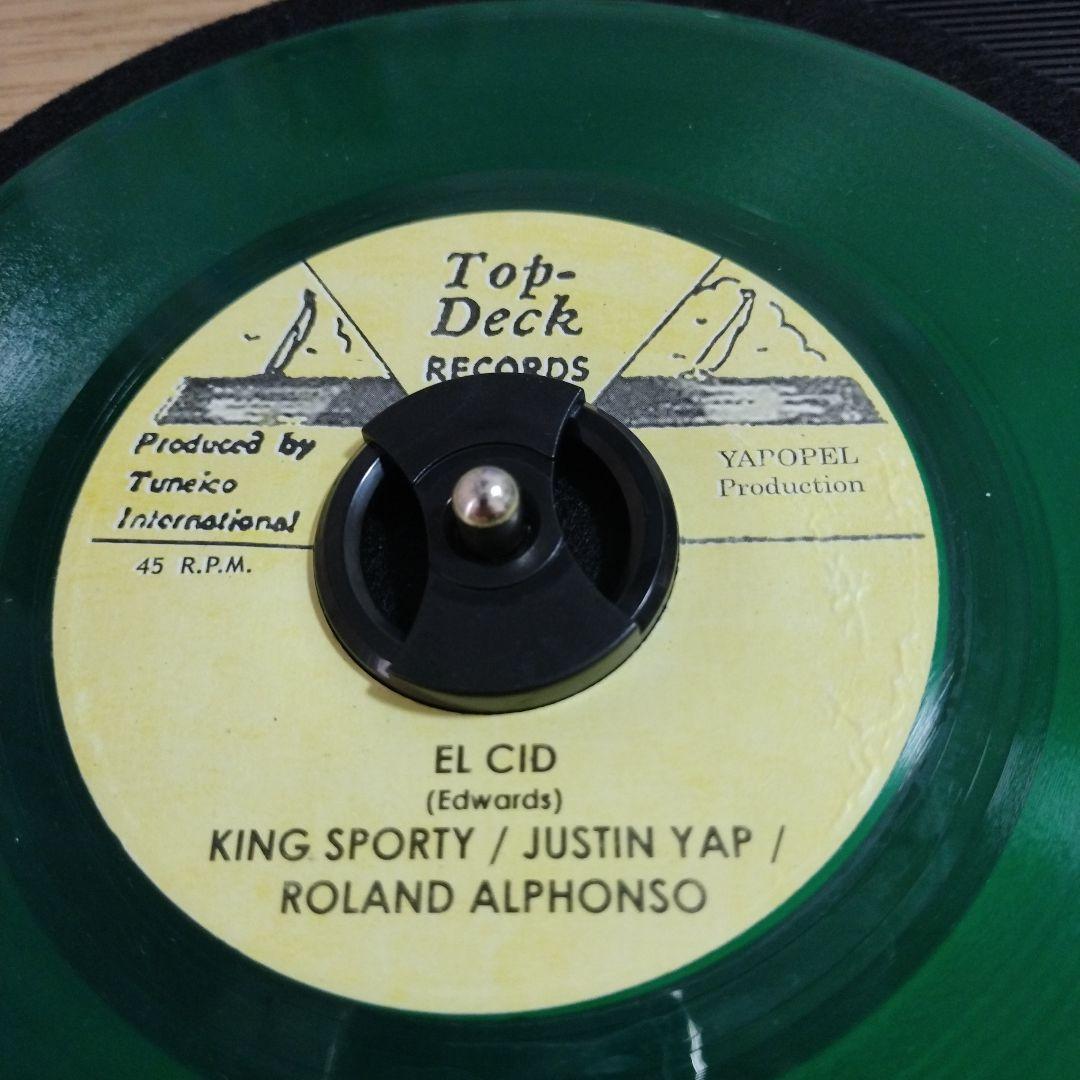 Top-
Deck
RECORDS
Produced by
Tuneico
International
45 R.P.M.
YAPOPEL
Production
EL CID
(Edwards)
KING SPORTY / JUSTIN YAP /
ROLAND ALPHONSO